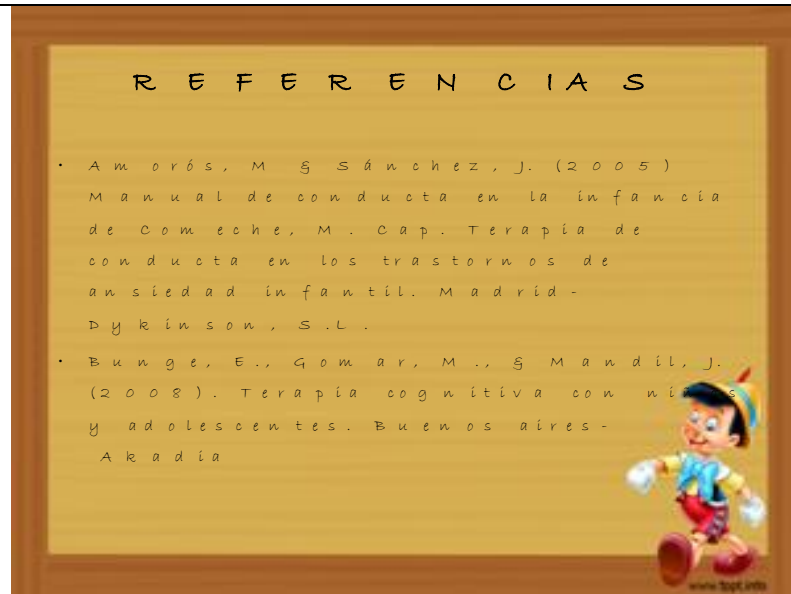 REFERENCIAS
• Amorós, M & Sánchez, J. (2005)
Manual de conducta en la infancia
de Comeche, M. Cap. Terapia de
conducta en los trastornos de
ansiedad infantil. Madrid-
Dykinson, S.L.
• Bunge, E., Gomar, M., & Mandil, J.
(2008). Terapia cognitiva con
y adolescentes. Buenos aires-
Akadia
www.tppt.info